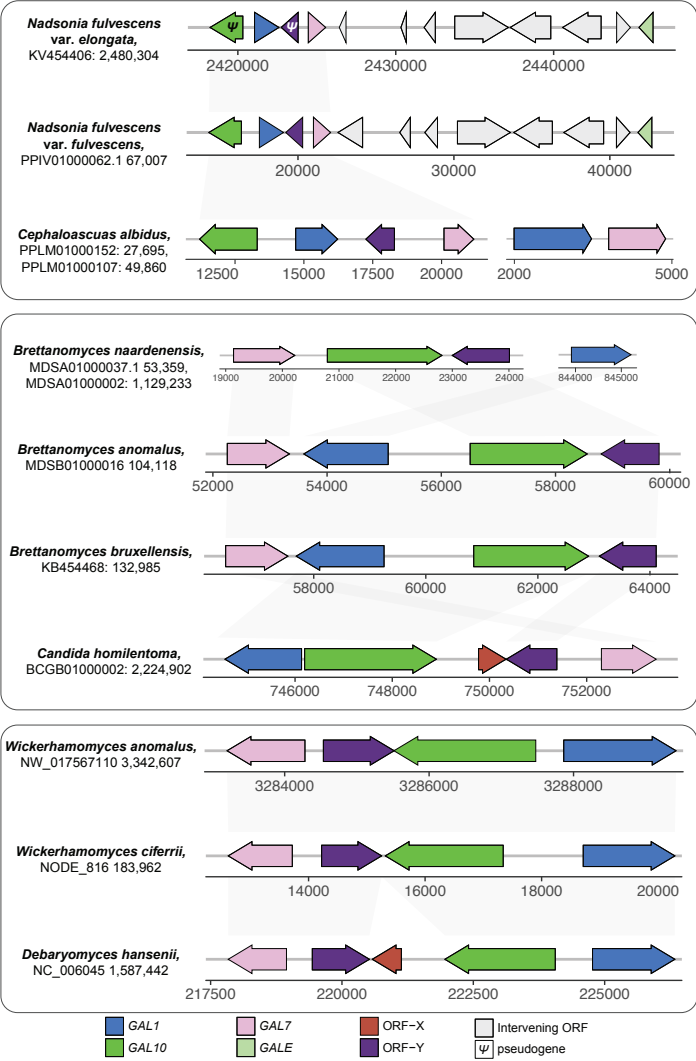 Nadsonia fulvescens
var. elongata,
KV454406: 2,480,304
ψ ψ
2420000 2430000 2440000
Nadsonia fulvescens
var. fulvescens,
PPIV01000062.1 67,007
20000 30000 40000
Cephaloascuas albidus,
PPLM01000152: 27,695,
PPLM01000107: 49,860
12500 15000 17500 20000 2000 5000
Brettanomyces naardenensis,
MDSA01000037.1 53,359,
MDSA01000002: 1,129,233
19000 20000 21000 22000 23000 24000 844000 845000
Brettanomyces anomalus,
MDSB01000016 104,118
52000 54000 56000 58000 60000
Brettanomyces bruxellensis,
KB454468: 132,985
58000 60000 62000 64000
Candida homilentoma,
BCGB01000002: 2,224,902
746000 748000 750000 752000
Wickerhamomyces anomalus,
NW_017567110 3,342,607
3284000 3286000 3288000
Wickerhamomyces ciferrii,
NODE_816 183,962
14000 16000 18000 20000
Debaryomyces hansenii,
NC_006045 1,587,442
217500 220000 222500 225000
GAL1 GAL7 ORF−X Intervening ORF
GAL10 GALE ORF−Y ψ pseudogene